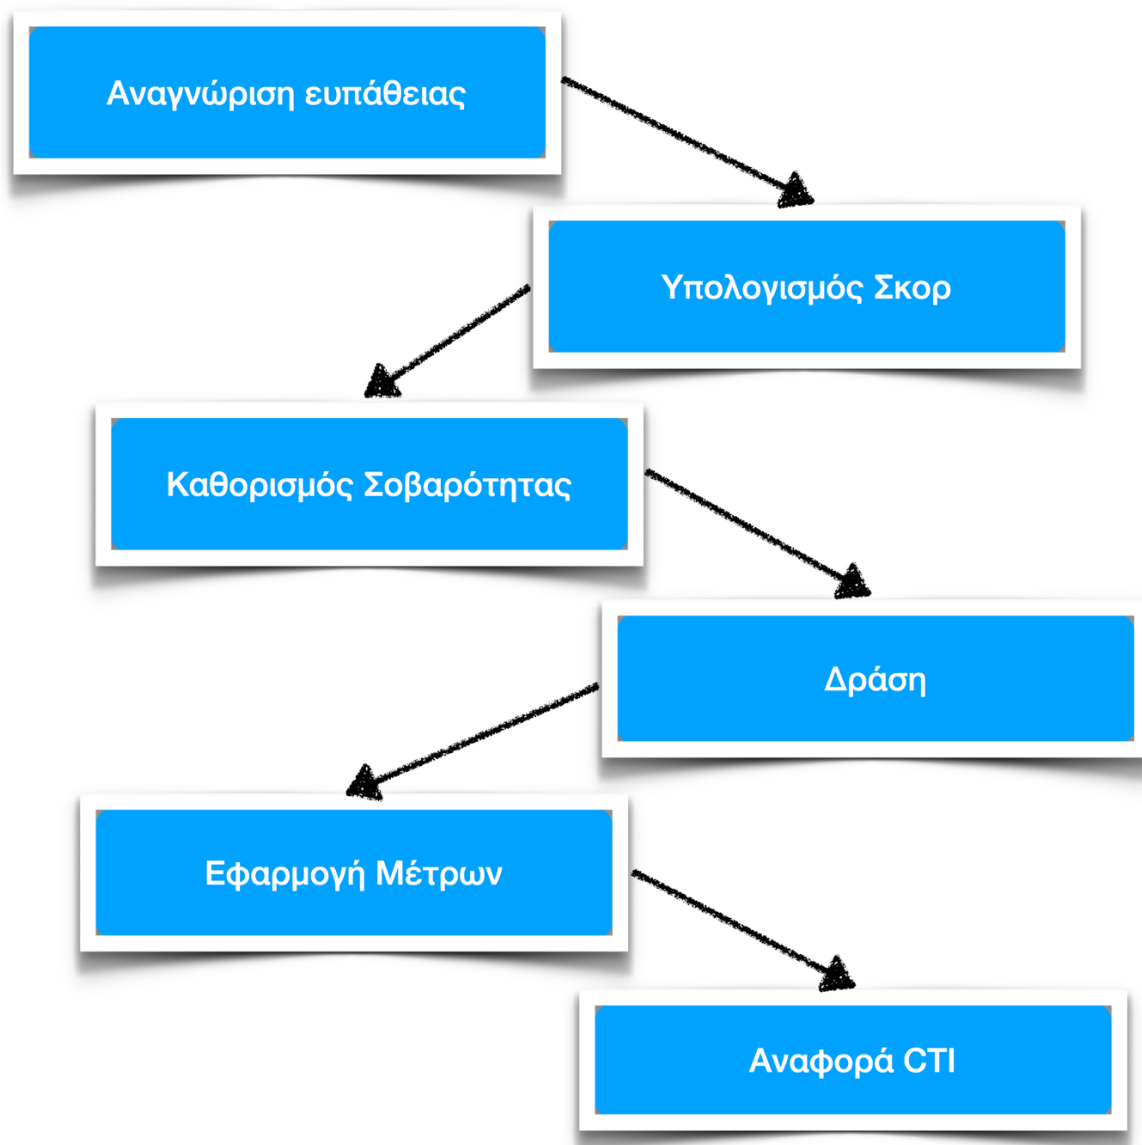 Αναγνώριση ευπάθειας
Υπολογισμός Σκορ
Καθορισμός Σοβαρότητας
Δράση
Εφαρμογή Μέτρων
Αναφορά CTI